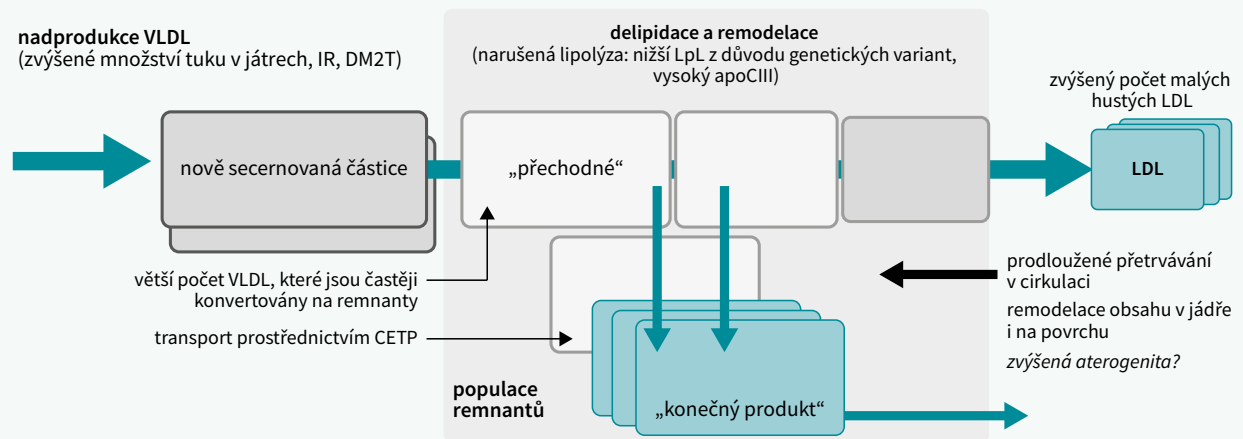 nadprodukce VLDL
(zvýšené množství tuku v játrech, IR, DM2T)
delipidace a remodelace
(narušená lipolýza: nižší LpL z důvodu genetických variant,
vysoký apoCIII)
zvýšený počet malých
hustých LDL
nově secernovaná částice
„přechodné“
LDL
větší počet VLDL, které jsou častěji
konvertovány na remnanty
transport prostřednictvím CETP
prodloužené přetrvávání
v cirkulaci
remodelace obsahu v jádře
i na povrchu
zvýšená aterogenita?
populace
remnantů
„konečný produkt“